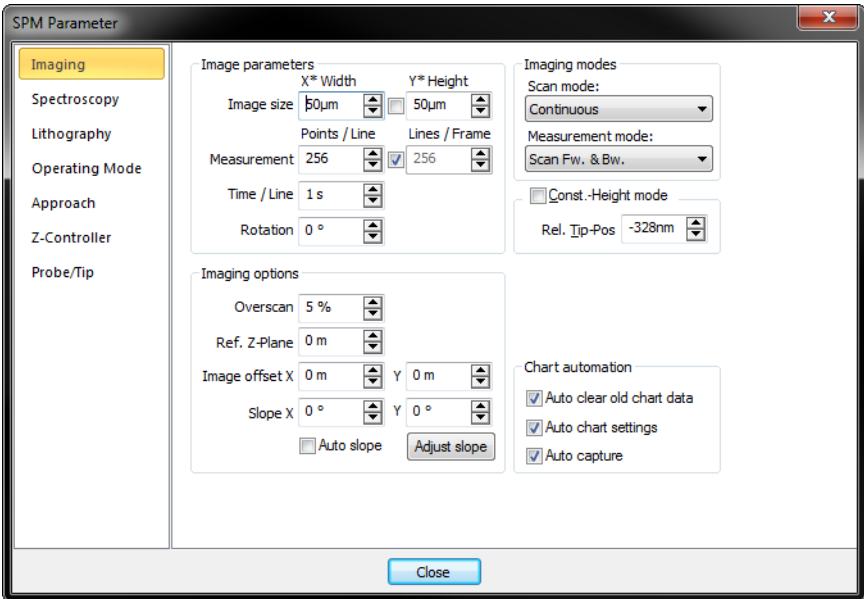 SPM Parameter
Imaging
Spectroscopy
Lithography
Operating Mode
Approach
Z-Controller
Probe/Tip
Image parameters
X* Width Y* Height
Image size 50µm 50µm
Points / Line Lines / Frame
Measurement 256 256
Time / Line 1 s
Rotation 0 °
Imaging options
Overscan 5 %
Ref. Z-Plane 0 m
Image offset X 0 m Y 0 m
Slope X 0 ° Y 0 °
Auto slope Adjust slope
Imaging modes
Scan mode:
Continuous
Measurement mode:
Scan Fw. & Bw.
Const.-Height mode
Rel. Tip-Pos -328nm
Chart automation
Auto clear old chart data
Auto chart settings
Auto capture
Close